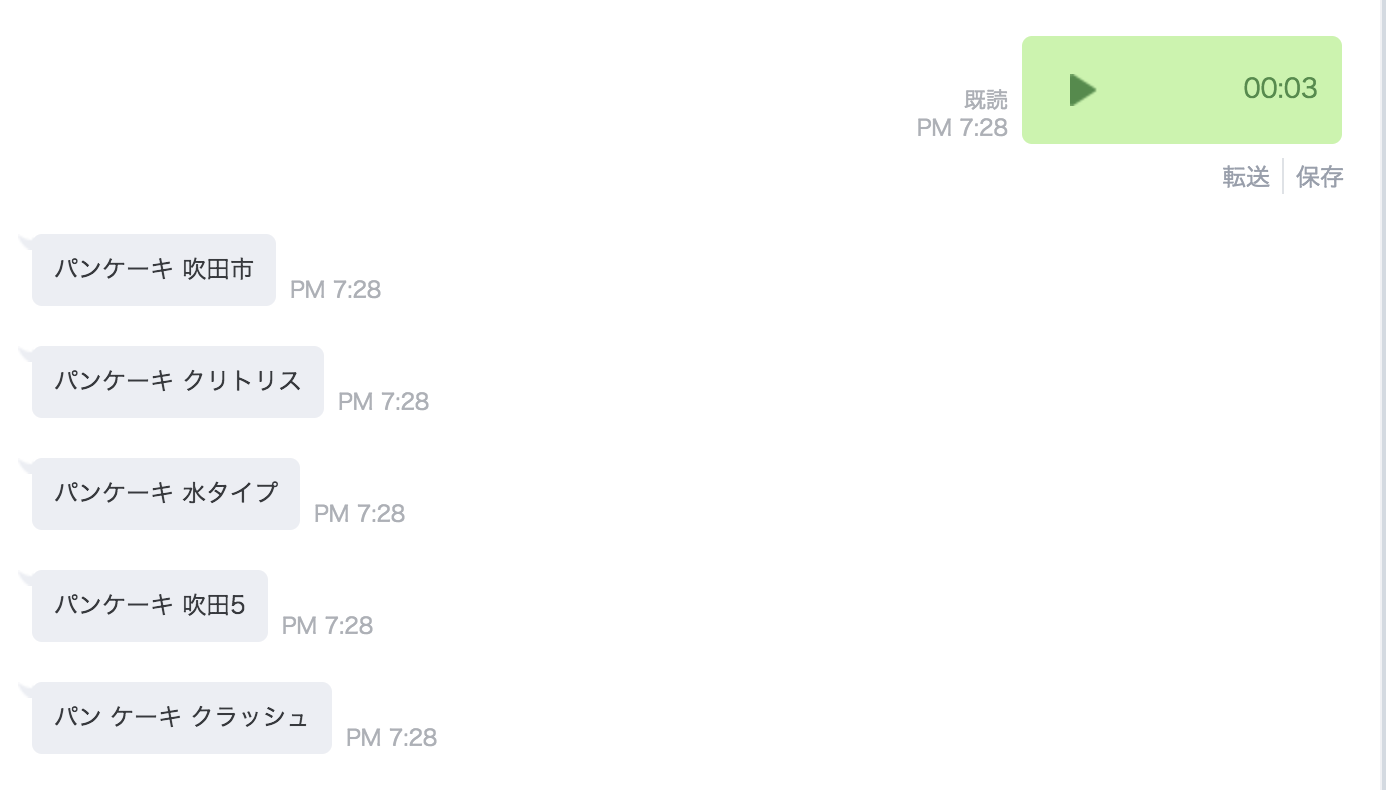 00:03
既読
PM 7:28
転送
保存
パンケーキ 吹田市
PM 7:28
パンケーキ クリトリス
PM 7:28
パンケーキ 水タイプ
PM 7:28
パンケーキ 吹田5
PM 7:28
パン ケーキ クラッシュ
PM 7:28